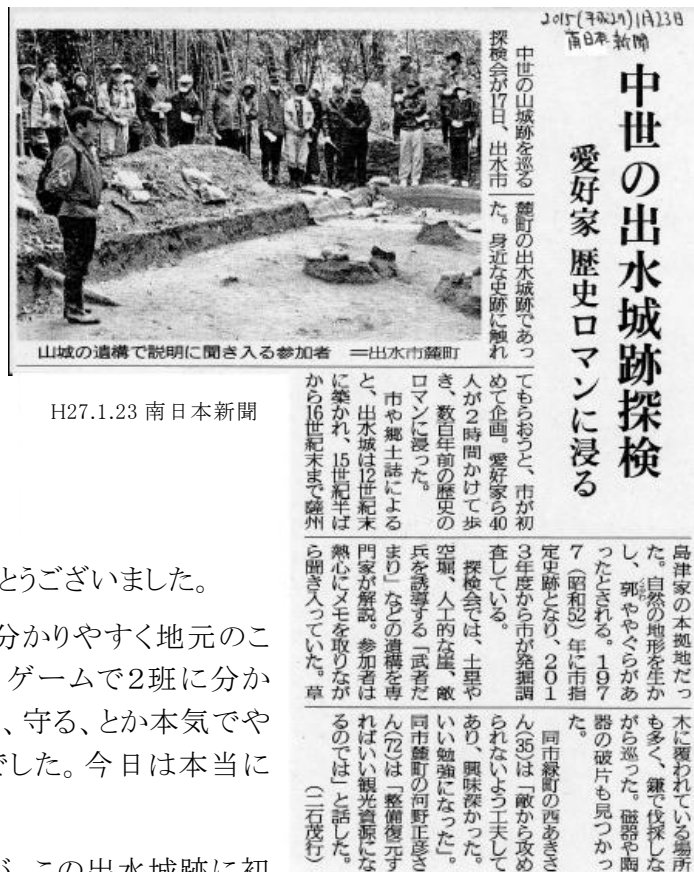 2015(平成27)1月23日
南日本新聞
中世の出水城跡探検
愛好家 歴史ロマンに浸る
中世の山城跡を巡る
探検会が17日、出水市
麓町の出水城跡であっ
た。身近な史跡に触れ
てもらおうと、市が初
めて企画。愛好家ら40
人が2時間かけて歩
き、数百年前の歴史の
ロマンに浸った。
市や郷土誌による
と、出水城は12世紀末
に築かれ、15世紀半ば
から16世紀末まで薩州
島津家の本拠地だっ
た。自然の地形を生か
し、郭ややぐらがあ
ったとされる。197
7(昭和52)年に市指
定史跡となり、201
3年度から市が発掘調
査している。
探検会では、土塁や
空堀、人工的な崖、敵
兵を誘導する「武者だ
まり」などの遺構を専
門家が解説。参加者は
熱心にメモを取りなが
ら聞き入っていた。草
木に覆われている場所
も多く、鎌で伐採しな
がら巡った。磁器や陶
器の破片も見つかっ
た。
同市緑町の西あきさ
ん(35)は「敵から攻め
られないよう工夫して
あり、興味深かった。
いい勉強になった」。
同市麓町の河野正彦さ
ん(72)は「整備復元す
ればいい観光資源にな
るのでは」と話した。
(二石茂行)
山城の遺構で説明に聞き入る参加者 =出水市麓町
H27.1.23 南日本新聞
とうございました。
分かりやすく地元のこ
ゲームで2班に分か
、守る、とか本気でや
でした。今日は本当に
が、この出水城跡に初